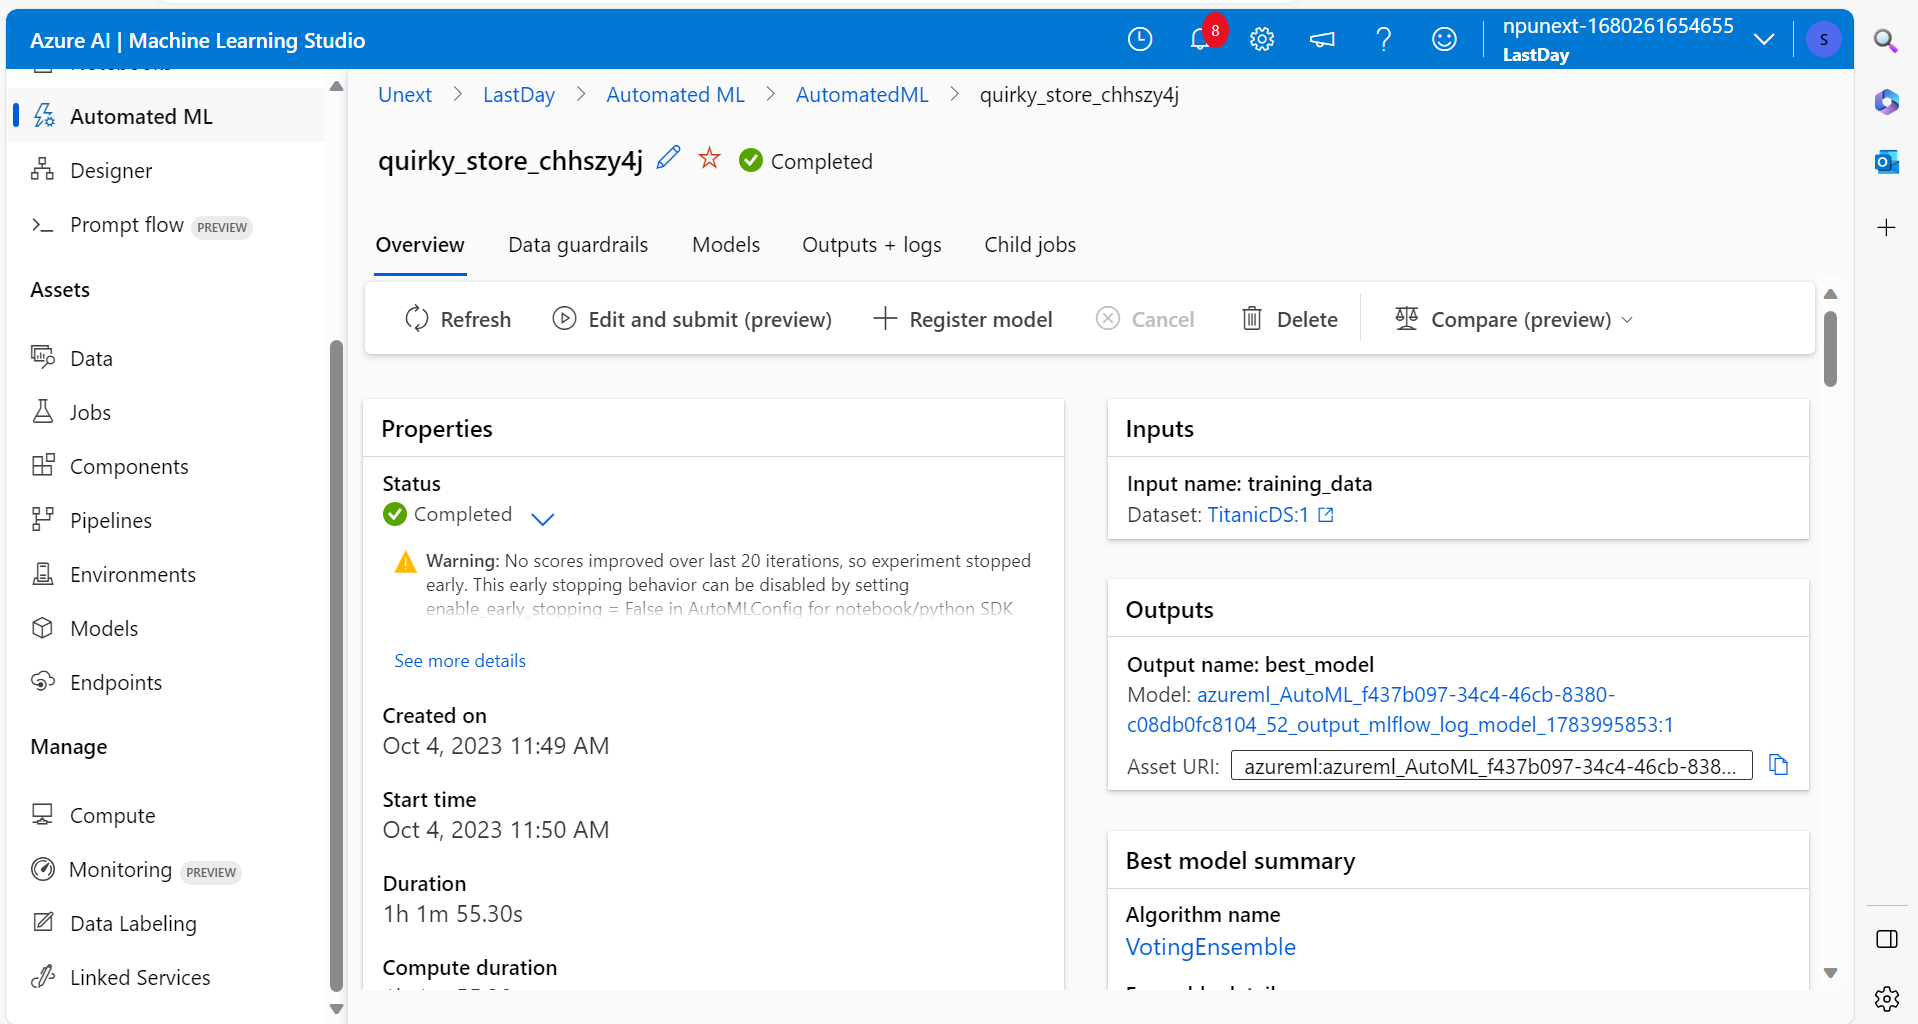 Azure AI | Machine Learning Studio
8
npunext-1680261654655
LastDay
S
Notebooks
Automated ML
Designer
Prompt flow PREVIEW
Assets
Data
Jobs
Components
Pipelines
Environments
Models
Endpoints
Manage
Compute
Monitoring PREVIEW
Data Labeling
Linked Services
Unext > LastDay > Automated ML > AutomatedML > quirky_store_chhszy4j
quirky_store_chhszy4j Completed
Overview Data guardrails Models Outputs + logs Child jobs
Refresh Edit and submit (preview) Register model Cancel Delete Compare (preview)
Properties
Status
Completed
Warning: No scores improved over last 20 iterations, so experiment stopped
early. This early stopping behavior can be disabled by setting
enable_early_stopping = False in AutoMLConfig for notebook/python SDK
See more details
Created on
Oct 4, 2023 11:49 AM
Start time
Oct 4, 2023 11:50 AM
Duration
1h 1m 55.30s
Compute duration
Inputs
Input name: training_data
Dataset: TitanicDS:1
Outputs
Output name: best_model
Model: azureml_AutoML_f437b097-34c4-46cb-8380-
c08db0fc8104_52_output_mlflow_log_model_1783995853:1
Asset URI: azureml:azureml_AutoML_f437b097-34c4-46cb-838...
Best model summary
Algorithm name
VotingEnsemble